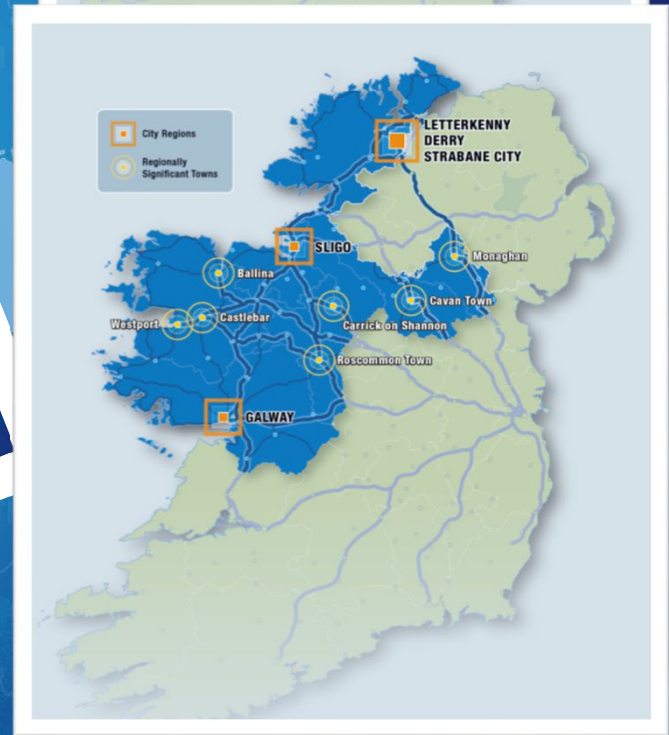 City Regions
Regionally
Significant Towns
LETTERKENNY
DERRY
STRABANE CITY
SLIGO
Monaghan
Ballina
Cavan Town
Westport
Castlebar
Carrick on Shannon
Roscommon Town
GALWAY